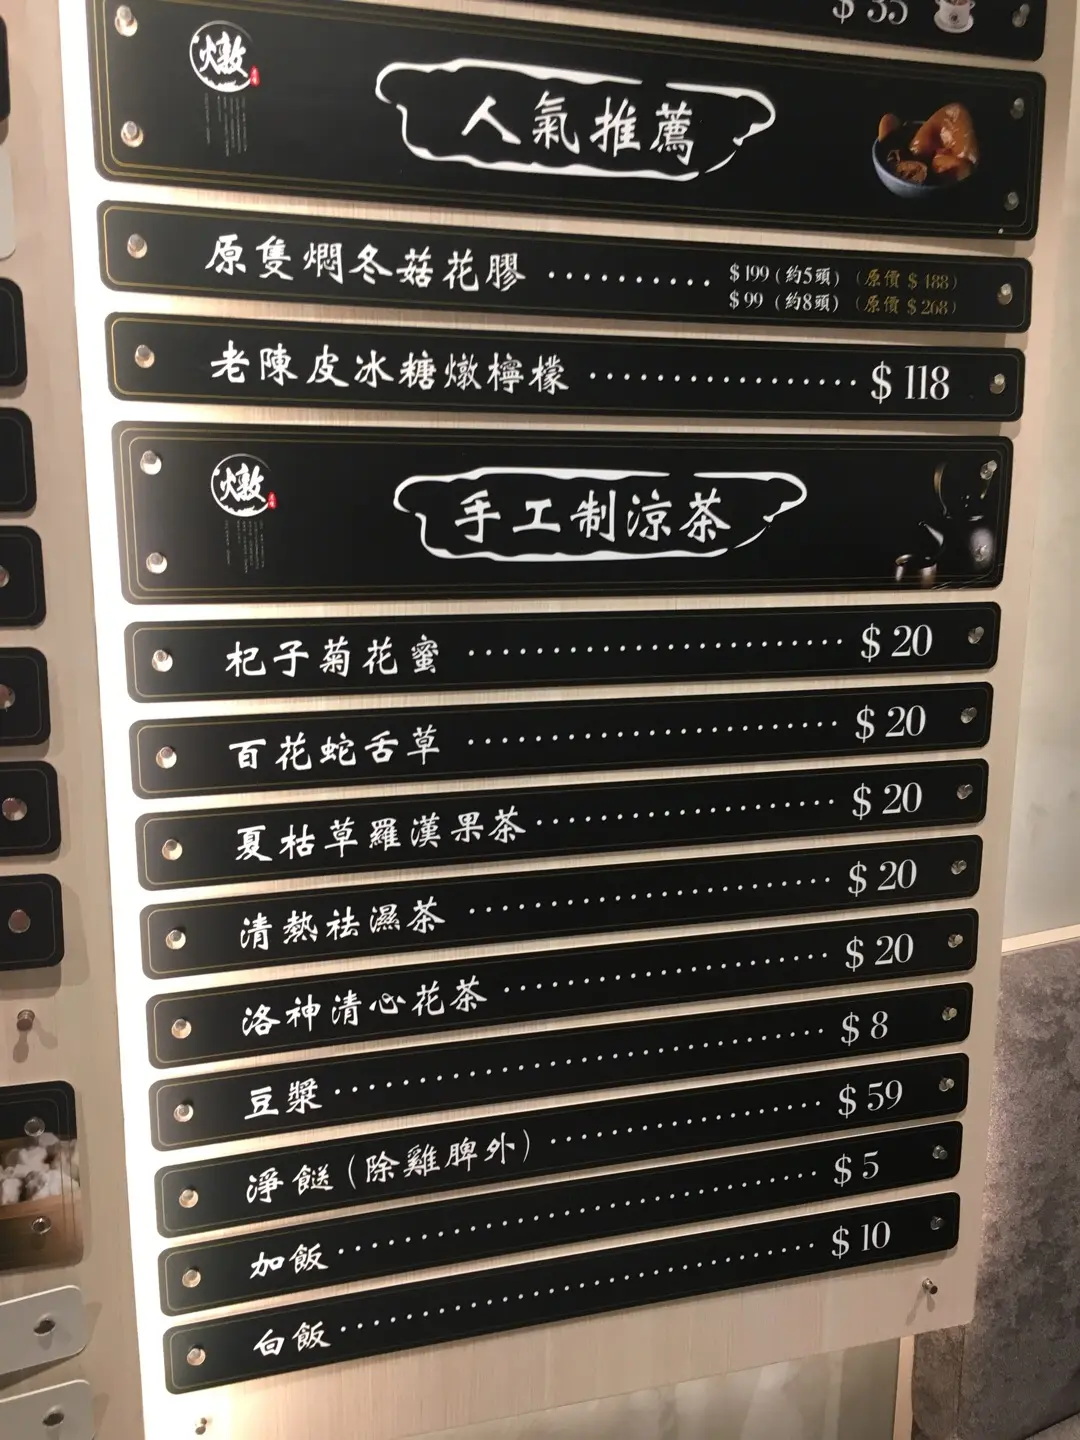 $ 35
燉
人氣推薦
原隻燜冬菇花膠 .......... $ 199 (約5頭) (原價 $ 488)
$ 99 (約8頭) (原價 $ 268)
老陳皮冰糖燉檸檬 .................. $ 118
燉
手工制涼茶
杞子菊花蜜 ........................ $ 20
百花蛇舌草 ........................ $ 20
夏枯草羅漢果茶 .................... $ 20
清熱祛濕茶 ........................ $ 20
洛神清心花茶 ...................... $ 20
豆漿 .............................. $ 8
淨餸 (除雞脾外) ................... $ 59
加飯 .............................. $ 5
白飯 .............................. $ 10